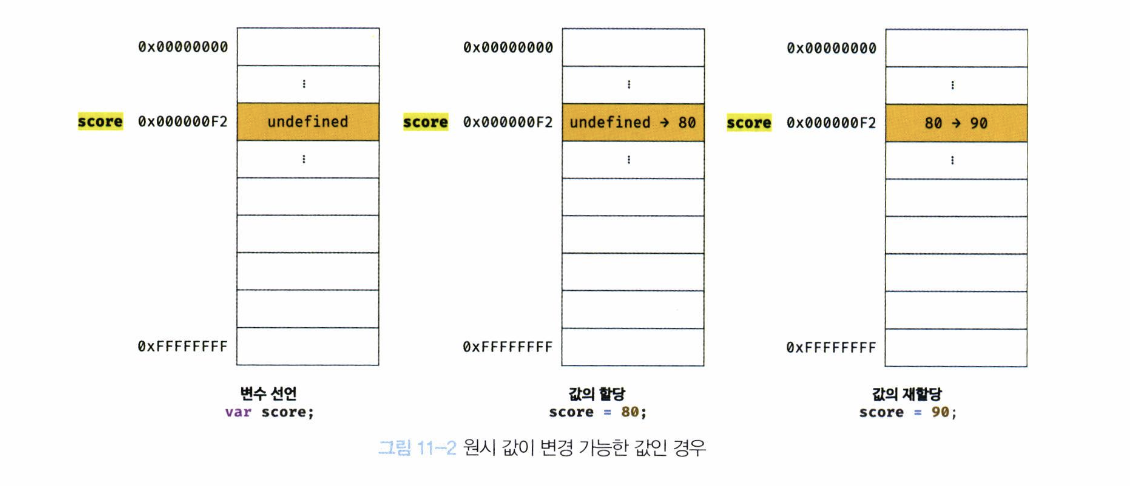 0x00000000
⋮
score 0x000000F2 undefined
⋮
0xFFFFFFFF
변수 선언
var score;
0x00000000
⋮
score 0x000000F2 undefined → 80
⋮
0xFFFFFFFF
값의 할당
score = 80;
0x00000000
⋮
score 0x000000F2 80 → 90
⋮
0xFFFFFFFF
값의 재할당
score = 90;
그림 11-2 원시 값이 변경 가능한 값인 경우